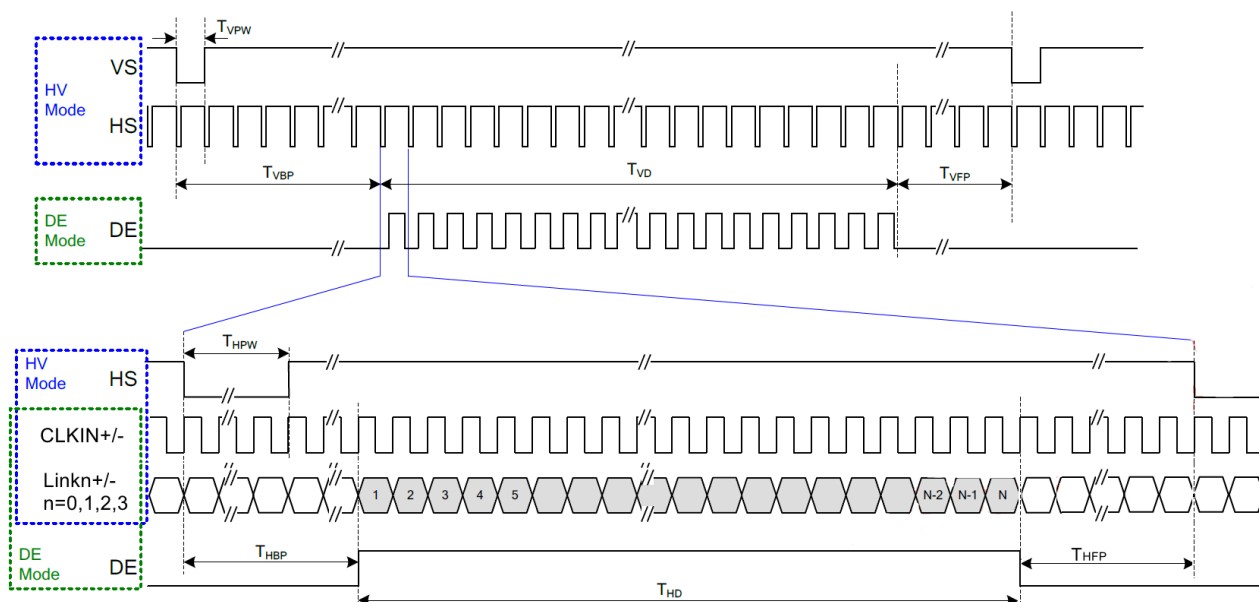 TVPW
VS
HV
Mode
HS
TVBP
TVD
TVFP
DE
Mode
DE
THPW
HV
Mode
HS
CLKIN+/-
Linkn+/-
n=0,1,2,3
1 2 3 4 5 N-2 N-1 N
THBP
THFP
DE
Mode
DE
THD